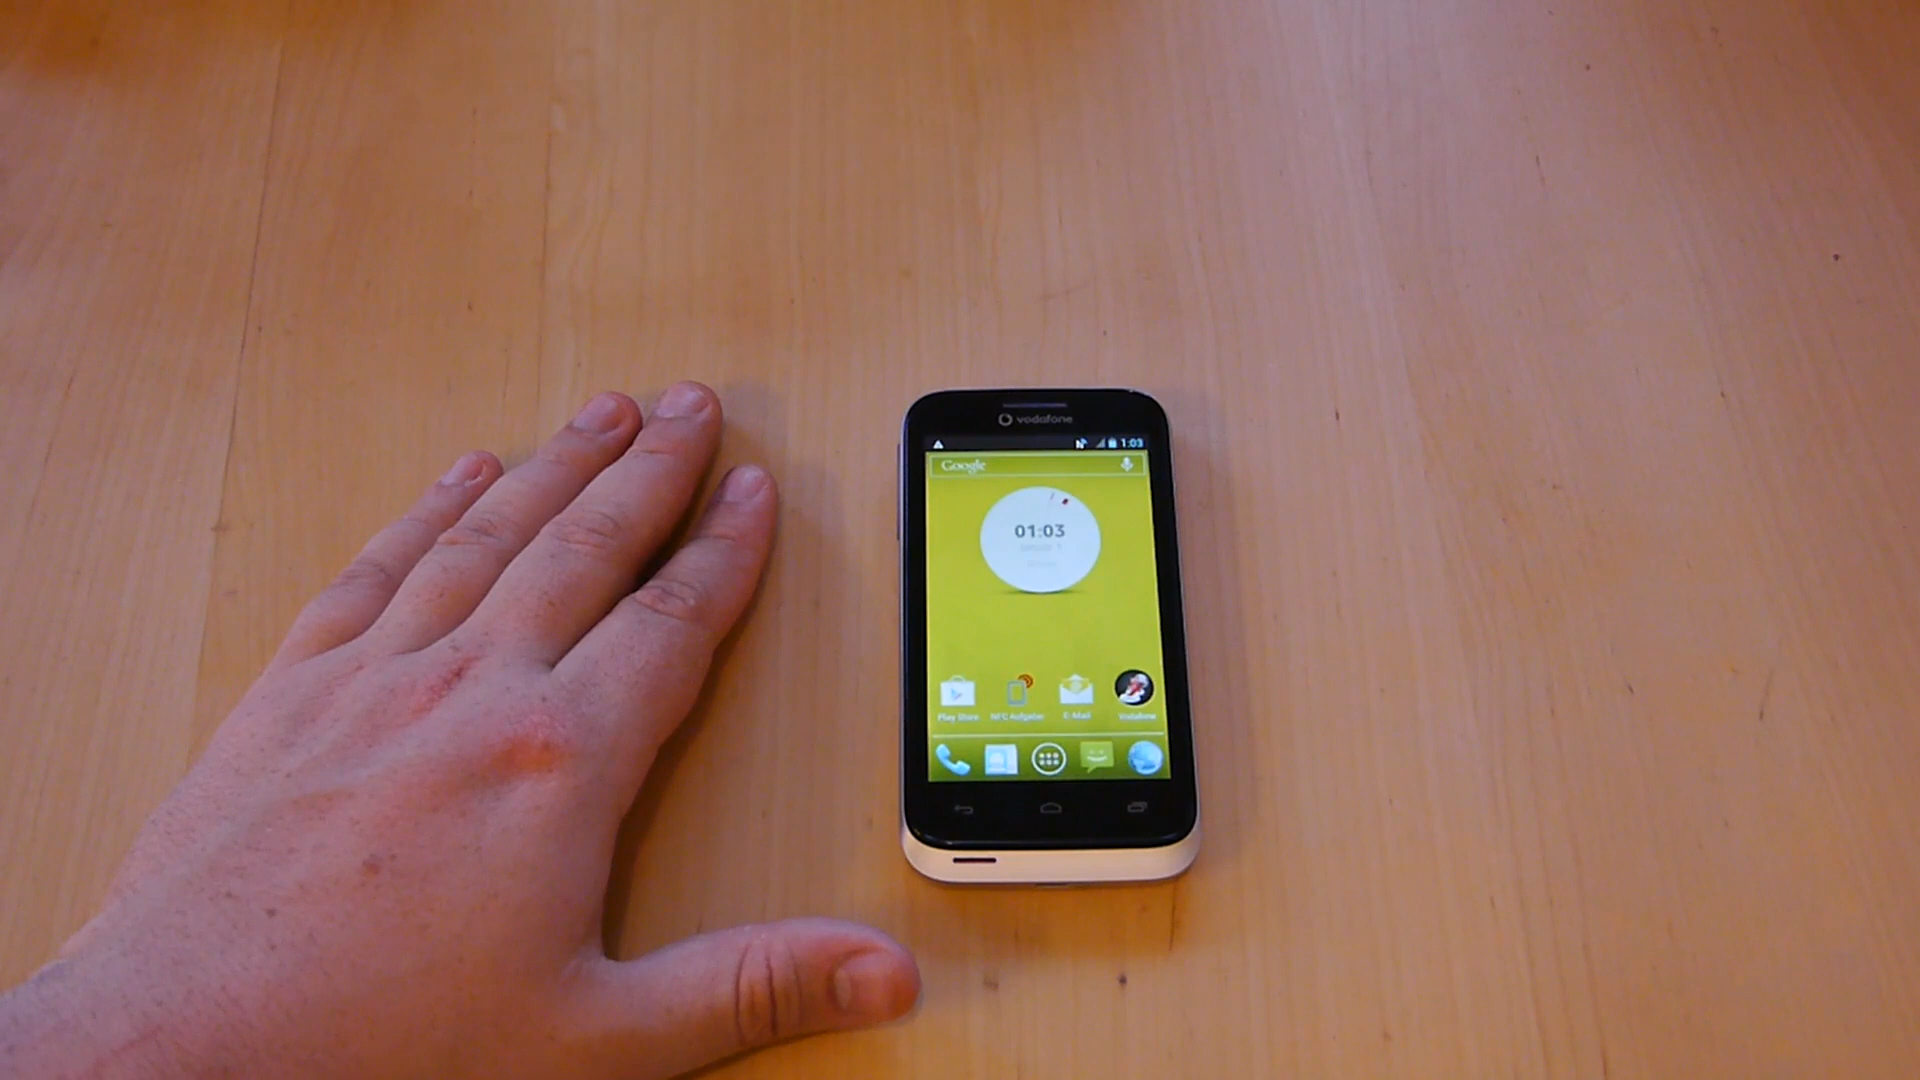 vodafone
1:03
Google
01:03
Play Store NFC Aufgaben E-Mail Vodafone